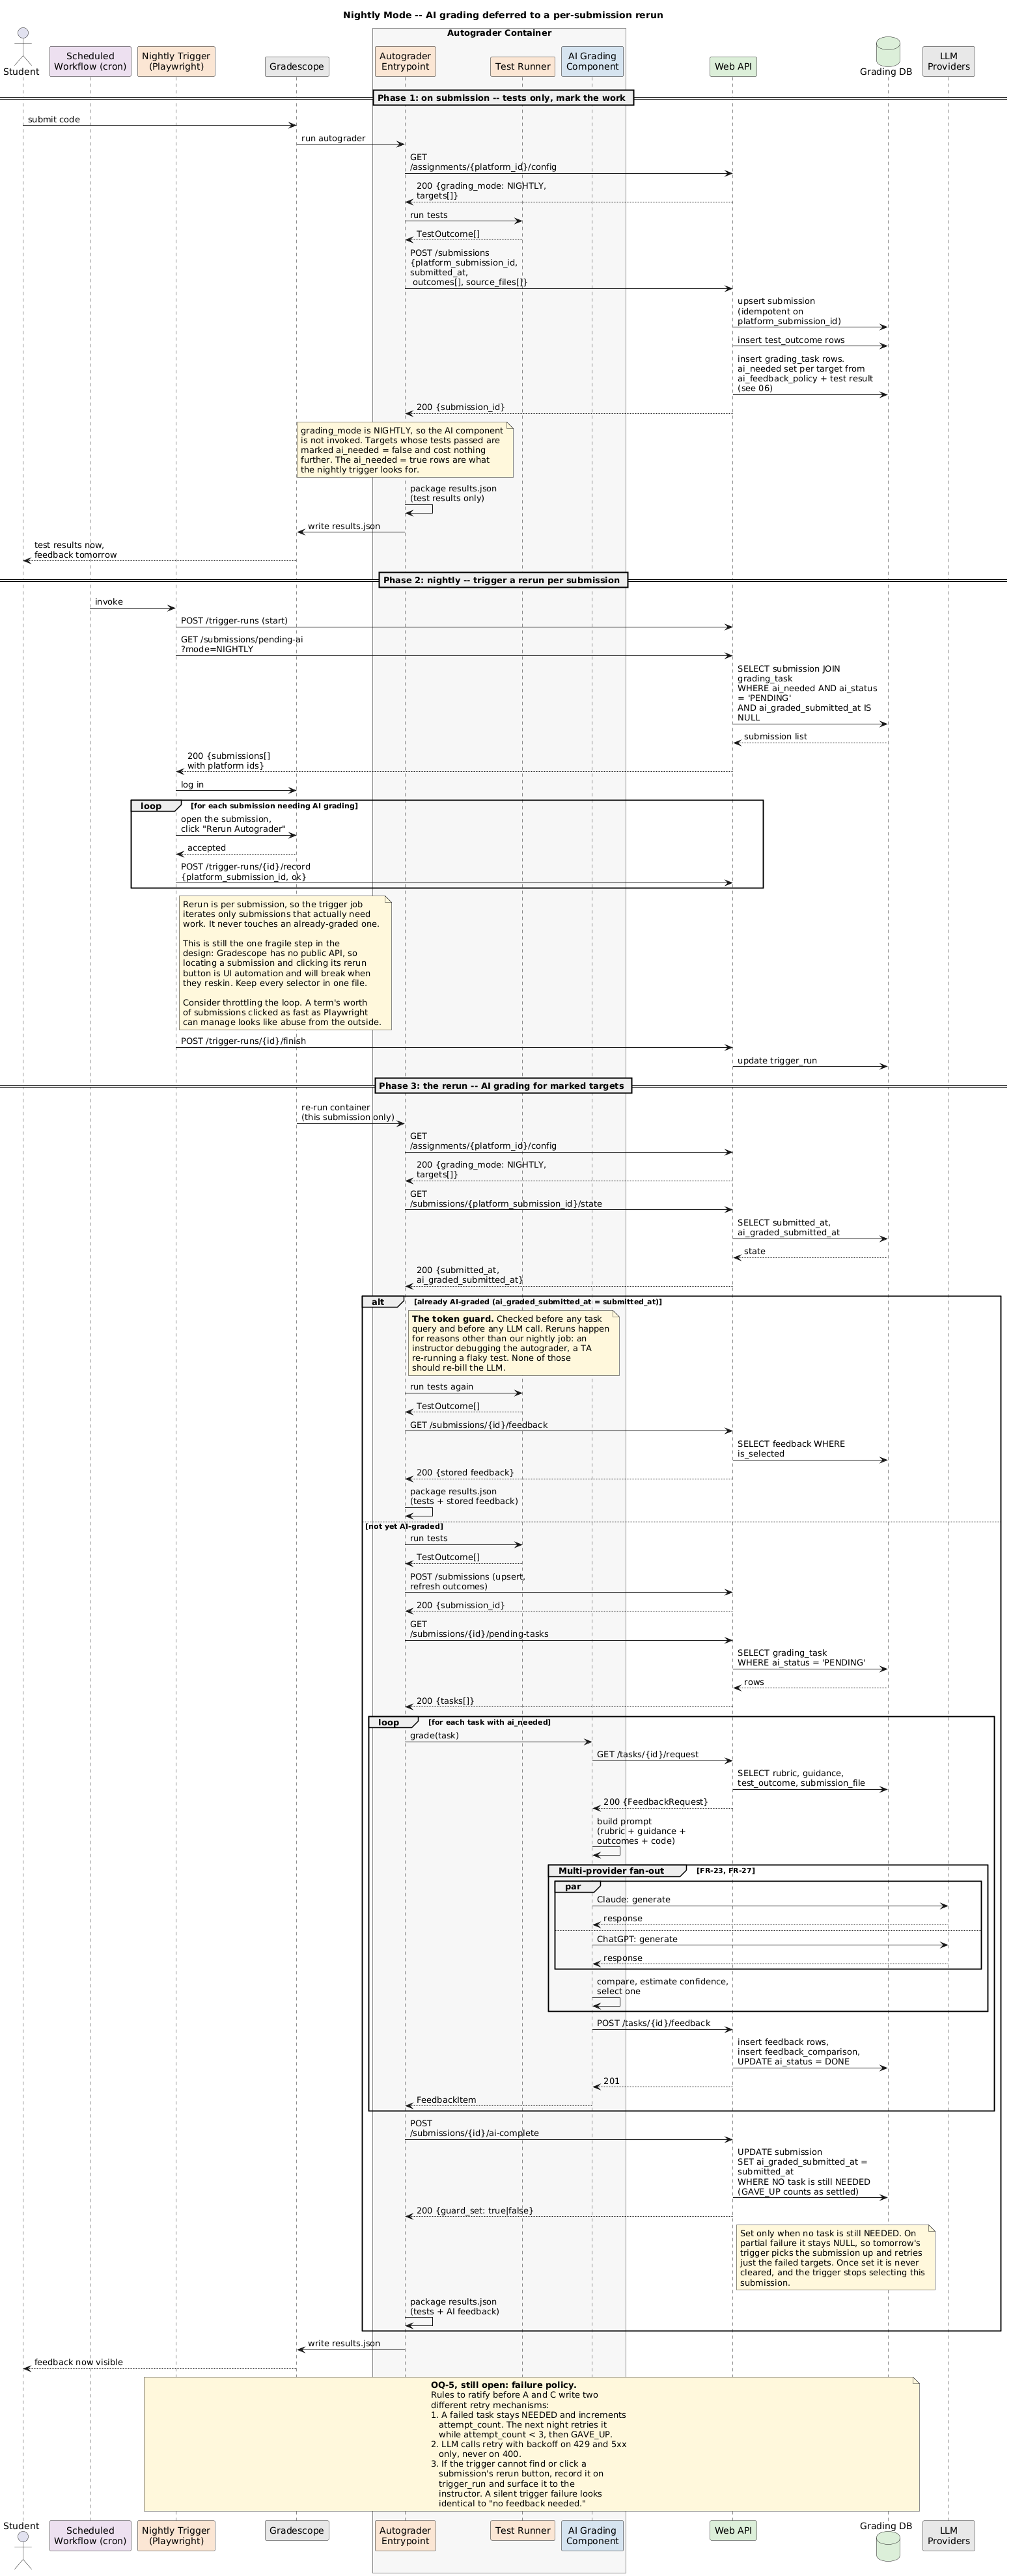 Nightly Mode -- AI grading deferred to a per-submission rerun
Autograder Container
Student
Scheduled
Workflow (cron)
Nightly Trigger
(Playwright)
Gradescope
Autograder
Entrypoint
Test Runner
AI Grading
Component
Web API
Grading DB
LLM
Providers
Phase 1: on submission -- tests only, mark the work
submit code
run autograder
GET
/assignments/{platform_id}/config
200 {grading_mode: NIGHTLY,
targets[]}
run tests
TestOutcome[]
POST /submissions
{platform_submission_id,
submitted_at,
outcomes[], source_files[]}
upsert submission
(idempotent on
platform_submission_id)
insert test_outcome rows
insert grading_task rows.
ai_needed set per target from
ai_feedback_policy + test result
(see 06)
200 {submission_id}
grading_mode is NIGHTLY, so the AI component
is not invoked. Targets whose tests passed are
marked ai_needed = false and cost nothing
further. The ai_needed = true rows are what
the nightly trigger looks for.
package results.json
(test results only)
write results.json
test results now,
feedback tomorrow
Phase 2: nightly -- trigger a rerun per submission
invoke
POST /trigger-runs (start)
GET /submissions/pending-ai
?mode=NIGHTLY
SELECT submission JOIN
grading_task
WHERE ai_needed AND ai_status
= 'PENDING'
AND ai_graded_submitted_at IS
NULL
submission list
200 {submissions[]
with platform ids}
log in
loop [for each submission needing AI grading]
open the submission,
click "Rerun Autograder"
accepted
POST /trigger-runs/{id}/record
{platform_submission_id, ok}
Rerun is per submission, so the trigger job
iterates only submissions that actually need
work. It never touches an already-graded one.
This is still the one fragile step in the
design: Gradescope has no public API, so
locating a submission and clicking its rerun
button is UI automation and will break when
they reskin. Keep every selector in one file.
Consider throttling the loop. A term's worth
of submissions clicked as fast as Playwright
can manage looks like abuse from the outside.
POST /trigger-runs/{id}/finish
update trigger_run
Phase 3: the rerun -- AI grading for marked targets
re-run container
(this submission only)
GET
/assignments/{platform_id}/config
200 {grading_mode: NIGHTLY,
targets[]}
GET
/submissions/{platform_submission_id}/state
SELECT submitted_at,
ai_graded_submitted_at
state
200 {submitted_at,
ai_graded_submitted_at}
alt [already AI-graded (ai_graded_submitted_at = submitted_at)]
The token guard. Checked before any task
query and before any LLM call. Reruns happen
for reasons other than our nightly job: an
instructor debugging the autograder, a TA
re-running a flaky test. None of those
should re-bill the LLM.
run tests again
TestOutcome[]
GET /submissions/{id}/feedback
SELECT feedback WHERE
is_selected
200 {stored feedback}
package results.json
(tests + stored feedback)
[not yet AI-graded]
run tests
TestOutcome[]
POST /submissions (upsert,
refresh outcomes)
200 {submission_id}
GET
/submissions/{id}/pending-tasks
SELECT grading_task
WHERE ai_status = 'PENDING'
rows
200 {tasks[]}
loop [for each task with ai_needed]
grade(task)
GET /tasks/{id}/request
SELECT rubric, guidance,
test_outcome, submission_file
200 {FeedbackRequest}
build prompt
(rubric + guidance +
outcomes + code)
Multi-provider fan-out [FR-23, FR-27]
par
Claude: generate
response
ChatGPT: generate
response
compare, estimate confidence,
select one
POST /tasks/{id}/feedback
insert feedback rows,
insert feedback_comparison,
UPDATE ai_status = DONE
201
FeedbackItem
POST
/submissions/{id}/ai-complete
UPDATE submission
SET ai_graded_submitted_at =
submitted_at
WHERE NO task is still NEEDED
(GAVE_UP counts as settled)
200 {guard_set: true|false}
Set only when no task is still NEEDED. On
partial failure it stays NULL, so tomorrow's
trigger picks the submission up and retries
just the failed targets. Once set it is never
cleared, and the trigger stops selecting this
submission.
package results.json
(tests + AI feedback)
write results.json
feedback now visible
OQ-5, still open: failure policy.
Rules to ratify before A and C write two
different retry mechanisms:
1. A failed task stays NEEDED and increments
attempt_count. The next night retries it
while attempt_count < 3, then GAVE_UP.
2. LLM calls retry with backoff on 429 and 5xx
only, never on 400.
3. If the trigger cannot find or click a
submission's rerun button, record it on
trigger_run and surface it to the
instructor. A silent trigger failure looks
identical to "no feedback needed."
Student
Scheduled
Workflow (cron)
Nightly Trigger
(Playwright)
Gradescope
Autograder
Entrypoint
Test Runner
AI Grading
Component
Web API
Grading DB
LLM
Providers